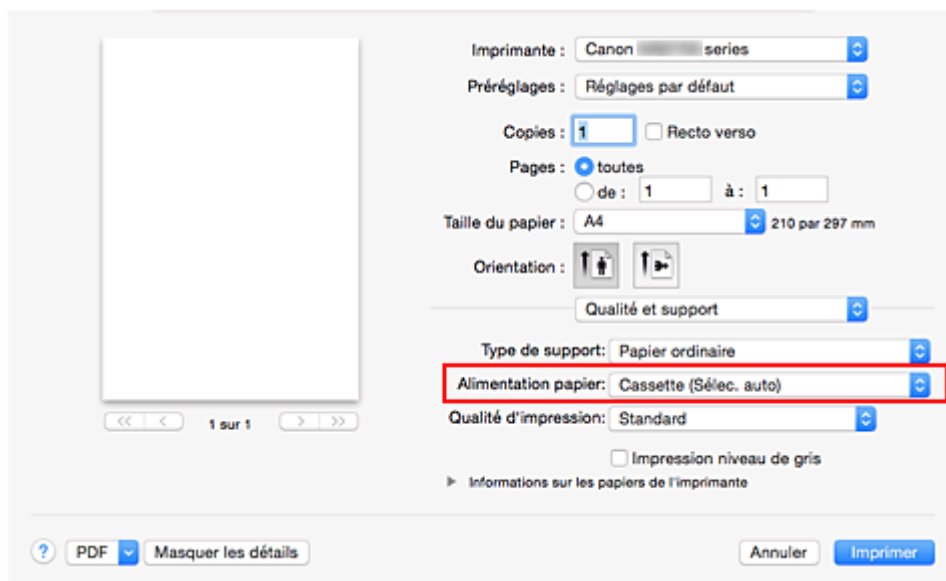 Imprimante : Canon series
Préréglages : Réglages par défaut
Copies : 1 Recto verso
Pages : toutes
de : 1 à : 1
Taille du papier : A4 210 par 297 mm
Orientation :
Qualité et support
Type de support: Papier ordinaire
Alimentation papier: Cassette (Sélec. auto)
Qualité d'impression: Standard
Impression niveau de gris
Informations sur les papiers de l'imprimante
1 sur 1
? PDF Masquer les détails Annuler Imprimer